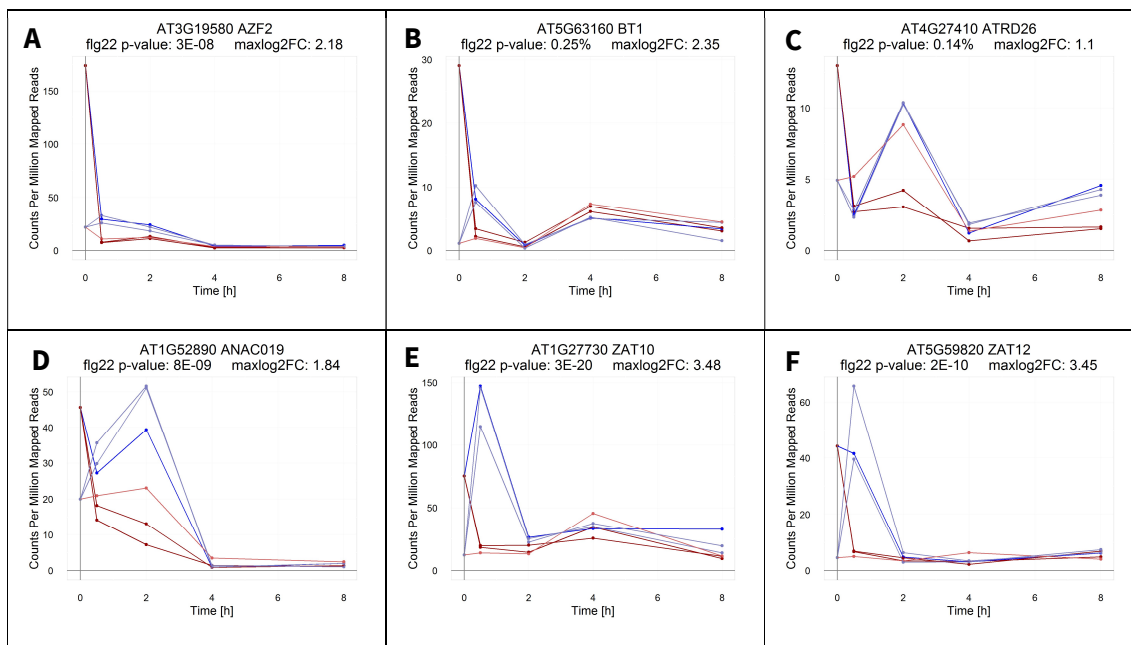 A
AT3G19580 AZF2
flg22 p-value: 3E-08 maxlog2FC: 2.18
Counts Per Million Mapped Reads
150
100
50
0
0 2 4 6 8
Time [h]
B
AT5G63160 BT1
flg22 p-value: 0.25% maxlog2FC: 2.35
Counts Per Million Mapped Reads
30
20
10
0
0 2 4 6 8
Time [h]
C
AT4G27410 ATRD26
flg22 p-value: 0.14% maxlog2FC: 1.1
Counts Per Million Mapped Reads
10
5
0
0 2 4 6 8
Time [h]
D
AT1G52890 ANAC019
flg22 p-value: 8E-09 maxlog2FC: 1.84
Counts Per Million Mapped Reads
50
40
30
20
10
0
0 2 4 6 8
Time [h]
E
AT1G27730 ZAT10
flg22 p-value: 3E-20 maxlog2FC: 3.48
Counts Per Million Mapped Reads
150
100
50
0
0 2 4 6 8
Time [h]
F
AT5G59820 ZAT12
flg22 p-value: 2E-10 maxlog2FC: 3.45
Counts Per Million Mapped Reads
60
40
20
0
0 2 4 6 8
Time [h]